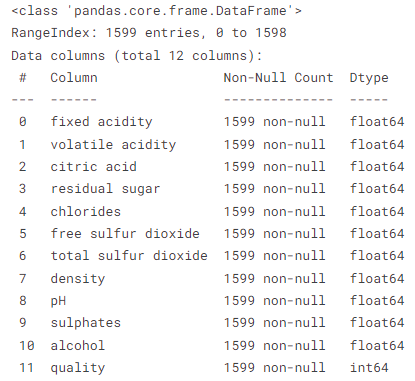 <class 'pandas.core.frame.DataFrame'>
RangeIndex: 1599 entries, 0 to 1598
Data columns (total 12 columns):
 #   Column                Non-Null Count  Dtype
---  ------                --------------  -----
 0   fixed acidity         1599 non-null   float64
 1   volatile acidity      1599 non-null   float64
 2   citric acid           1599 non-null   float64
 3   residual sugar        1599 non-null   float64
 4   chlorides             1599 non-null   float64
 5   free sulfur dioxide   1599 non-null   float64
 6   total sulfur dioxide  1599 non-null   float64
 7   density               1599 non-null   float64
 8   pH                    1599 non-null   float64
 9   sulphates             1599 non-null   float64
 10  alcohol               1599 non-null   float64
 11  quality               1599 non-null   int64